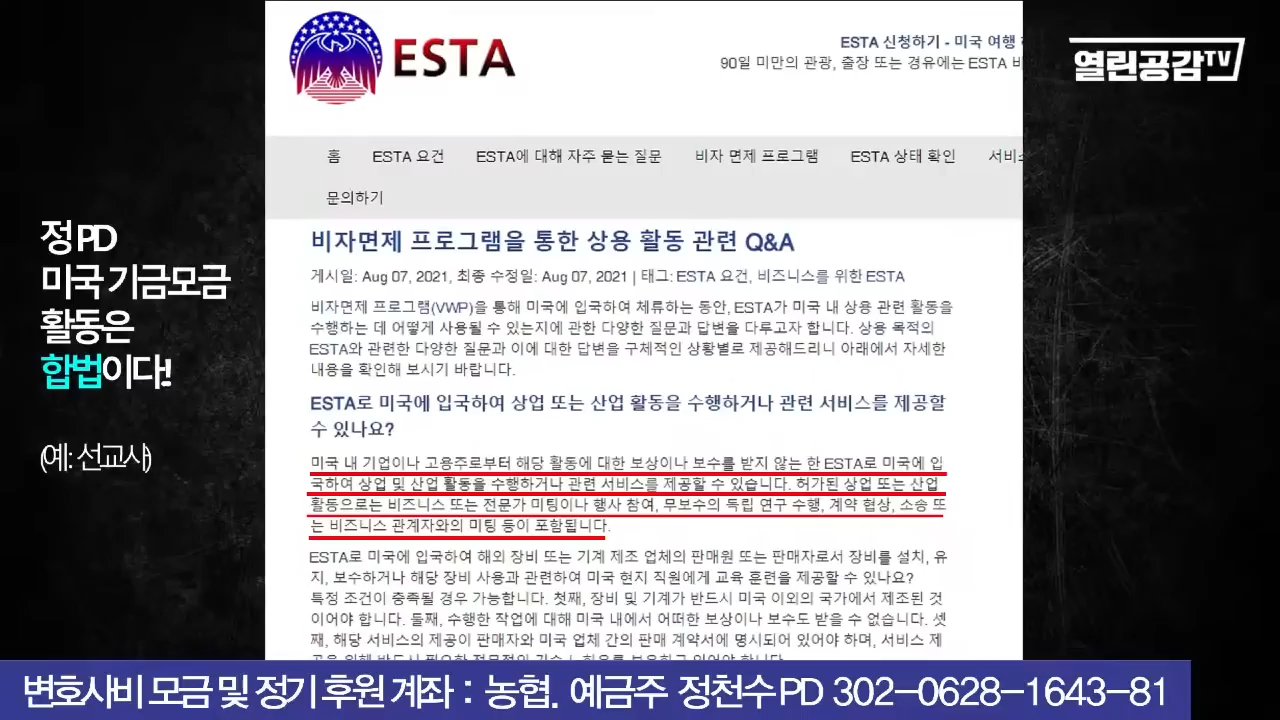 ESTA
ESTA 신청하기 - 미국 여행
90일 미만의 관광, 출장 또는 경유에는 ESTA 비
열린공감TV
홈 ESTA 요건 ESTA에 대해 자주 묻는 질문 비자 면제 프로그램 ESTA 상태 확인 서비스
문의하기
정PD
미국 기금모금
활동은
합법이다!!
(예: 선교사)
비자면제 프로그램을 통한 상용 활동 관련 Q&A
게시일: Aug 07, 2021, 최종 수정일: Aug 07, 2021 | 태그: ESTA 요건, 비즈니스를 위한 ESTA
비자면제 프로그램(VWP)을 통해 미국에 입국하여 체류하는 동안, ESTA가 미국 내 상용 관련 활동을
수행하는 데 어떻게 사용될 수 있는지에 관한 다양한 질문과 답변을 다루고자 합니다. 상용 목적의
ESTA와 관련한 다양한 질문과 이에 대한 답변을 구체적인 상황별로 제공해드리니 아래에서 자세한
내용을 확인해 보시기 바랍니다.
ESTA로 미국에 입국하여 상업 또는 산업 활동을 수행하거나 관련 서비스를 제공할
수 있나요?
미국 내 기업이나 고용주로부터 해당 활동에 대한 보상이나 보수를 받지 않는 한 ESTA로 미국에 입
국하여 상업 및 산업 활동을 수행하거나 관련 서비스를 제공할 수 있습니다. 허가된 상업 또는 산업
활동으로는 비즈니스 또는 전문가 미팅이나 행사 참여, 무보수의 독립 연구 수행, 계약 협상, 소송 또
는 비즈니스 관계자와의 미팅 등이 포함됩니다.
ESTA로 미국에 입국하여 해외 장비 또는 기계 제조 업체의 판매원 또는 판매자로서 장비를 설치, 유
지, 보수하거나 해당 장비 사용과 관련하여 미국 현지 직원에게 교육 훈련을 제공할 수 있나요?
특정 조건이 충족될 경우 가능합니다. 첫째, 장비 및 기계가 반드시 미국 이외의 국가에서 제조된 것
이어야 합니다. 둘째, 수행한 작업에 대해 미국 내에서 어떠한 보상이나 보수도 받을 수 없습니다. 셋
째, 해당 서비스의 제공이 판매자와 미국 업체 간의 판매 계약서에 명시되어 있어야 하며, 서비스 제
변호사비 모금 및 정기 후원 계좌 : 농협. 예금주 정천수PD 302-0628-1643-81